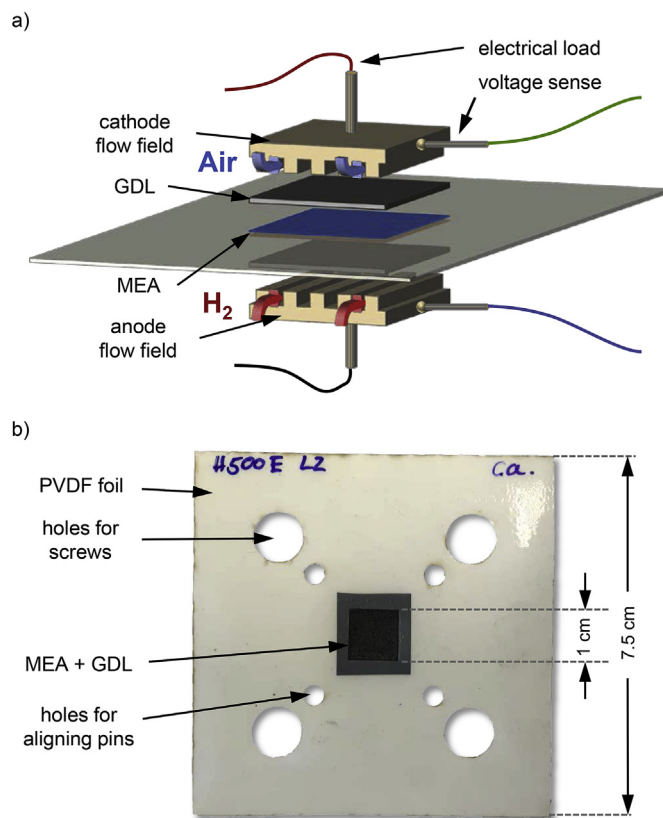 a)
electrical load
voltage sense
cathode
flow field
Air
GDL
MEA
H2
anode
flow field
b)
H500E L2
Ca.
PVDF foil
holes for
screws
1 cm
7.5 cm
MEA + GDL
holes for
aligning pins